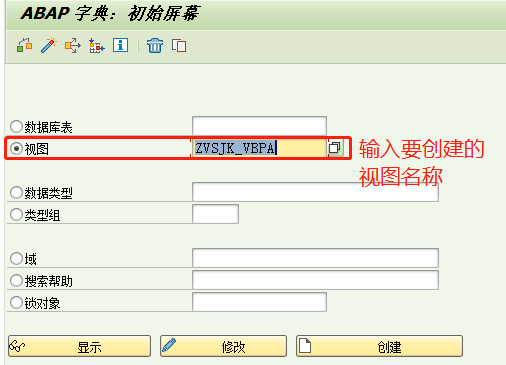 ABAP 字典：初始屏幕
数据库表
视图 ZVSJK_VBPA
输入要创建的
视图名称
数据类型
类型组
域
搜索帮助
锁对象
显示 修改 创建